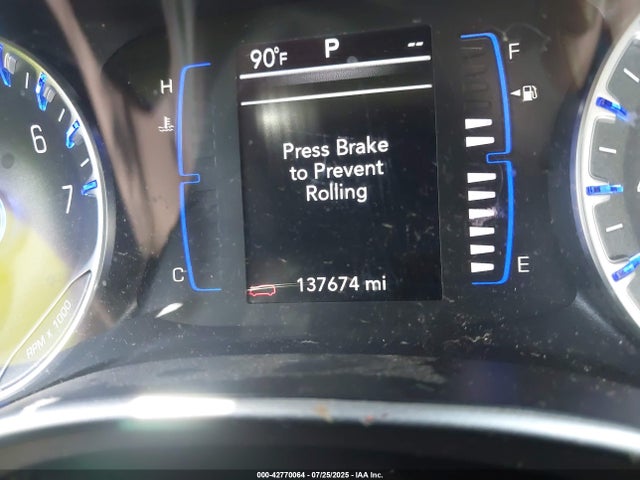 90°F P --
H F
Press Brake
to Prevent
Rolling
6
7
C E
137674 mi
RPM X 1000
000-42770064 | 07/25/2025 | IAA Inc.